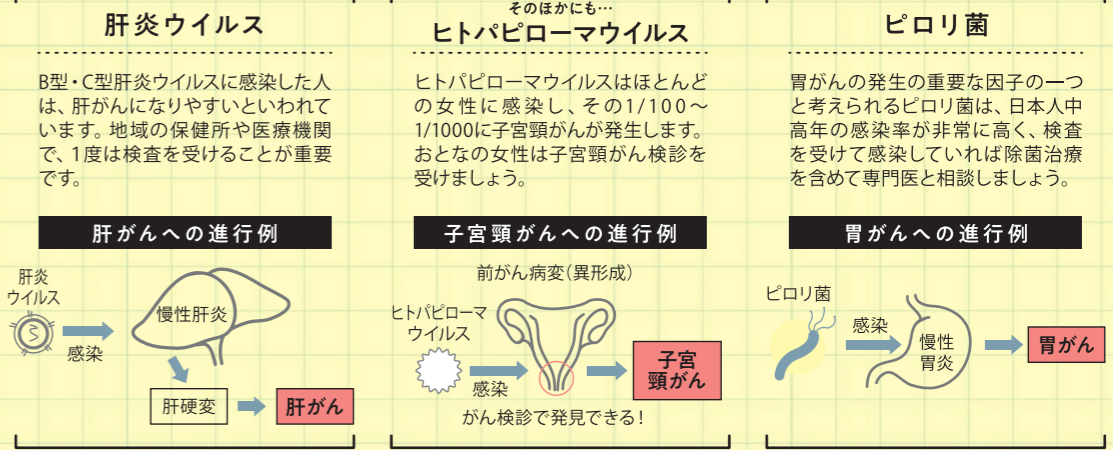 肝炎ウイルス
B型・C型肝炎ウイルスに感染した人
は、肝がんになりやすいといわれて
います。地域の保健所や医療機関
で、1度は検査を受けることが重要
です。
肝がんへの進行例
肝炎
ウイルス
感染
慢性肝炎
肝硬変
肝がん
そのほかにも…
ヒトパピローマウイルス
ヒトパピローマウイルスはほとんど
の女性に感染し、その1/100～
1/1000に子宮頸がんが発生します。
おとなの女性は子宮頸がん検診を
受けましょう。
子宮頸がんへの進行例
前がん病変（異形成）
ヒトパピローマ
ウイルス
感染
子宮
頸がん
がん検診で発見できる！
ピロリ菌
胃がんの発生の重要な因子の一つ
と考えられるピロリ菌は、日本人中
高年の感染率が非常に高く、検査
を受けて感染していれば除菌治療
を含めて専門医と相談しましょう。
胃がんへの進行例
ピロリ菌
感染
慢性
胃炎
胃がん